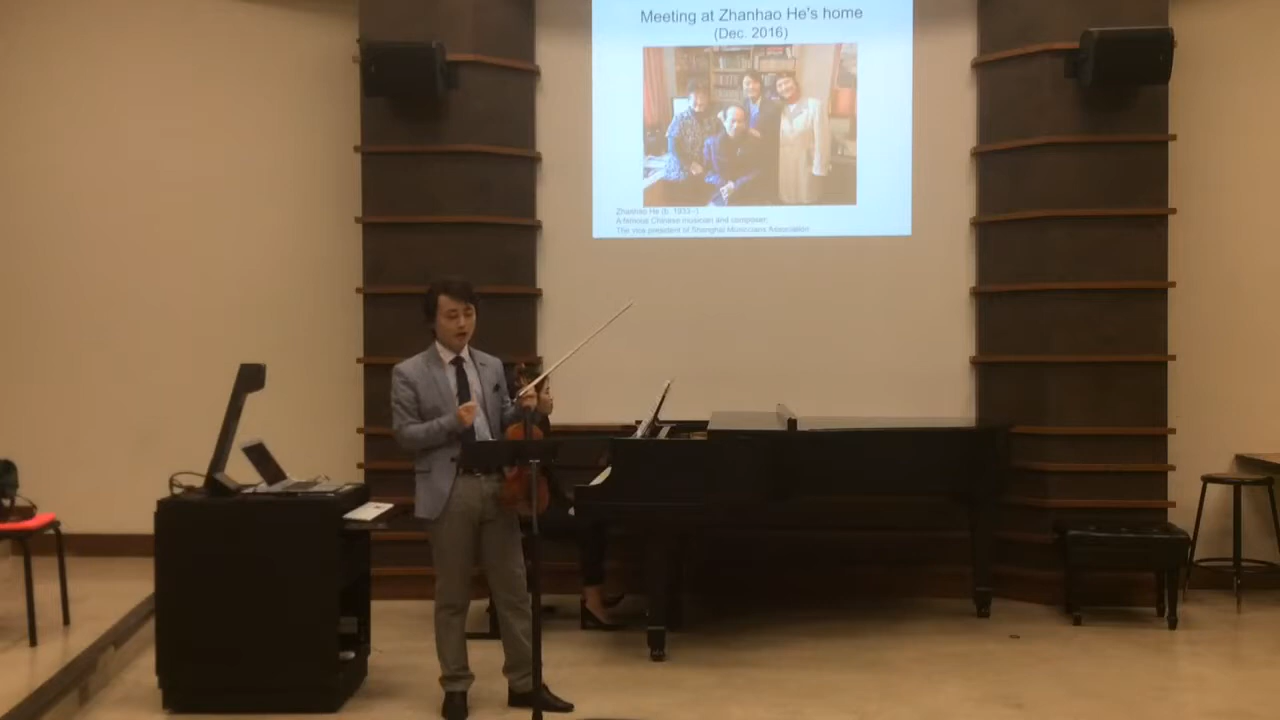 Meeting at Zhanhao He's home
(Dec. 2016)
Zhanhao He (b. 1933-)
A famous Chinese musician and composer;
The vice president of Shanghai Musicians Association